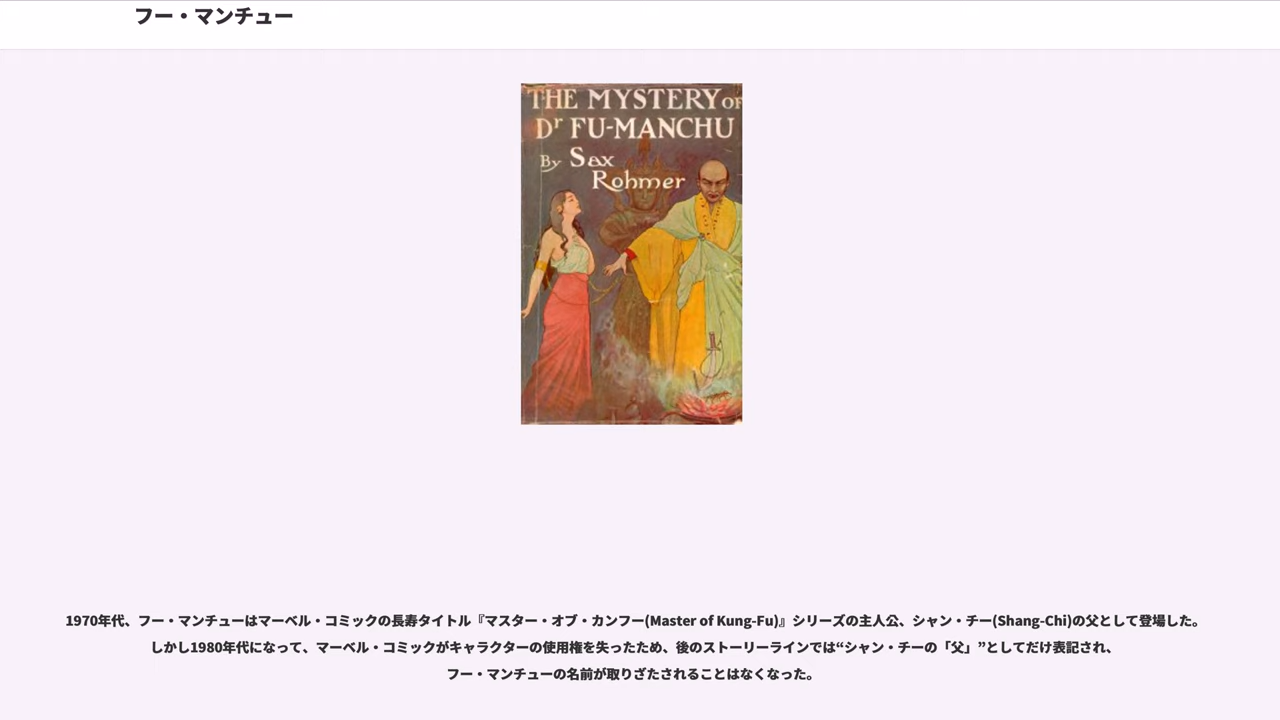 フー・マンチュー
THE MYSTERY OF
Dr FU-MANCHU
By Sax
Rohmer
1970年代、フー・マンチューはマーベル・コミックの長寿タイトル『マスター・オブ・カンフー(Master of Kung-Fu)』シリーズの主人公、シャン・チー(Shang-Chi)の父として登場した。
しかし1980年代になって、マーベル・コミックがキャラクターの使用権を失ったため、後のストーリーラインでは“シャン・チーの「父」”としてだけ表記され、
フー・マンチューの名前が取りざたされることはなくなった。